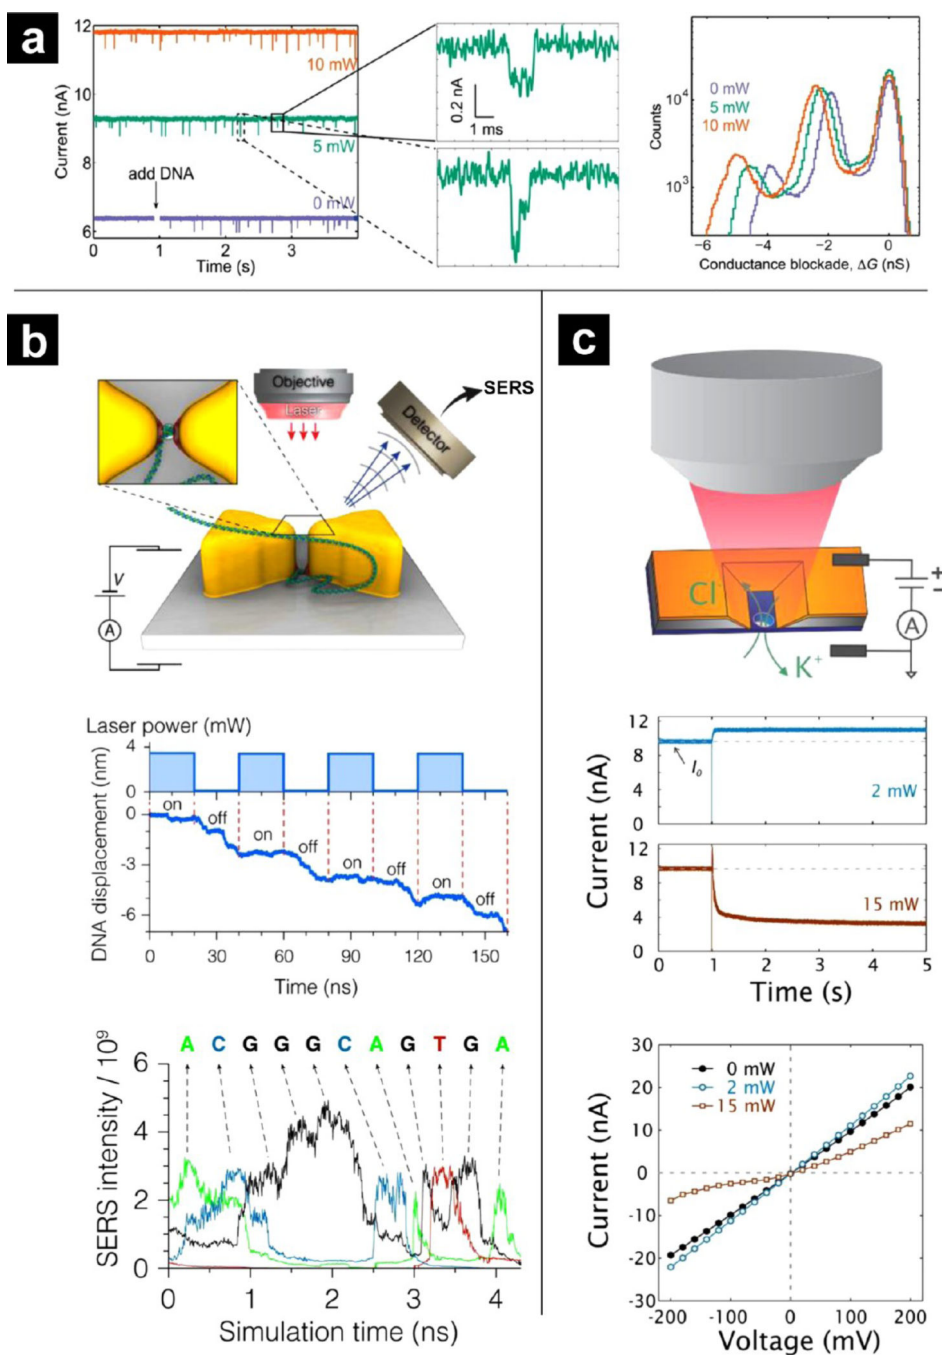 a
Current (nA)
12
10
8
6
10 mW
5 mW
add DNA
0 mW
0
1
2
3
Time (s)
0.2 nA
1 ms
Counts
10^4
10^3
0 mW
5 mW
10 mW
−6
−4
−2
0
Conductance blockade, ΔG (nS)
b
Objective
Laser
Detector
SERS
V
A
Laser power (mW)
4
0
DNA displacement (nm)
0
-3
-6
on
off
on
off
on
off
on
off
0
30
60
90
120
150
Time (ns)
A C G G G C A G T G A
SERS intensity / 10^9
6
4
2
0
0
1
2
3
4
Simulation time (ns)
c
Cl
K+
+
−
A
Current (nA)
12
8
4
0
I0
2 mW
12
8
4
0
15 mW
0
1
2
3
4
5
Time (s)
Current (nA)
30
20
10
0
-10
-20
-30
0 mW
2 mW
15 mW
-200
-100
0
100
200
Voltage (mV)